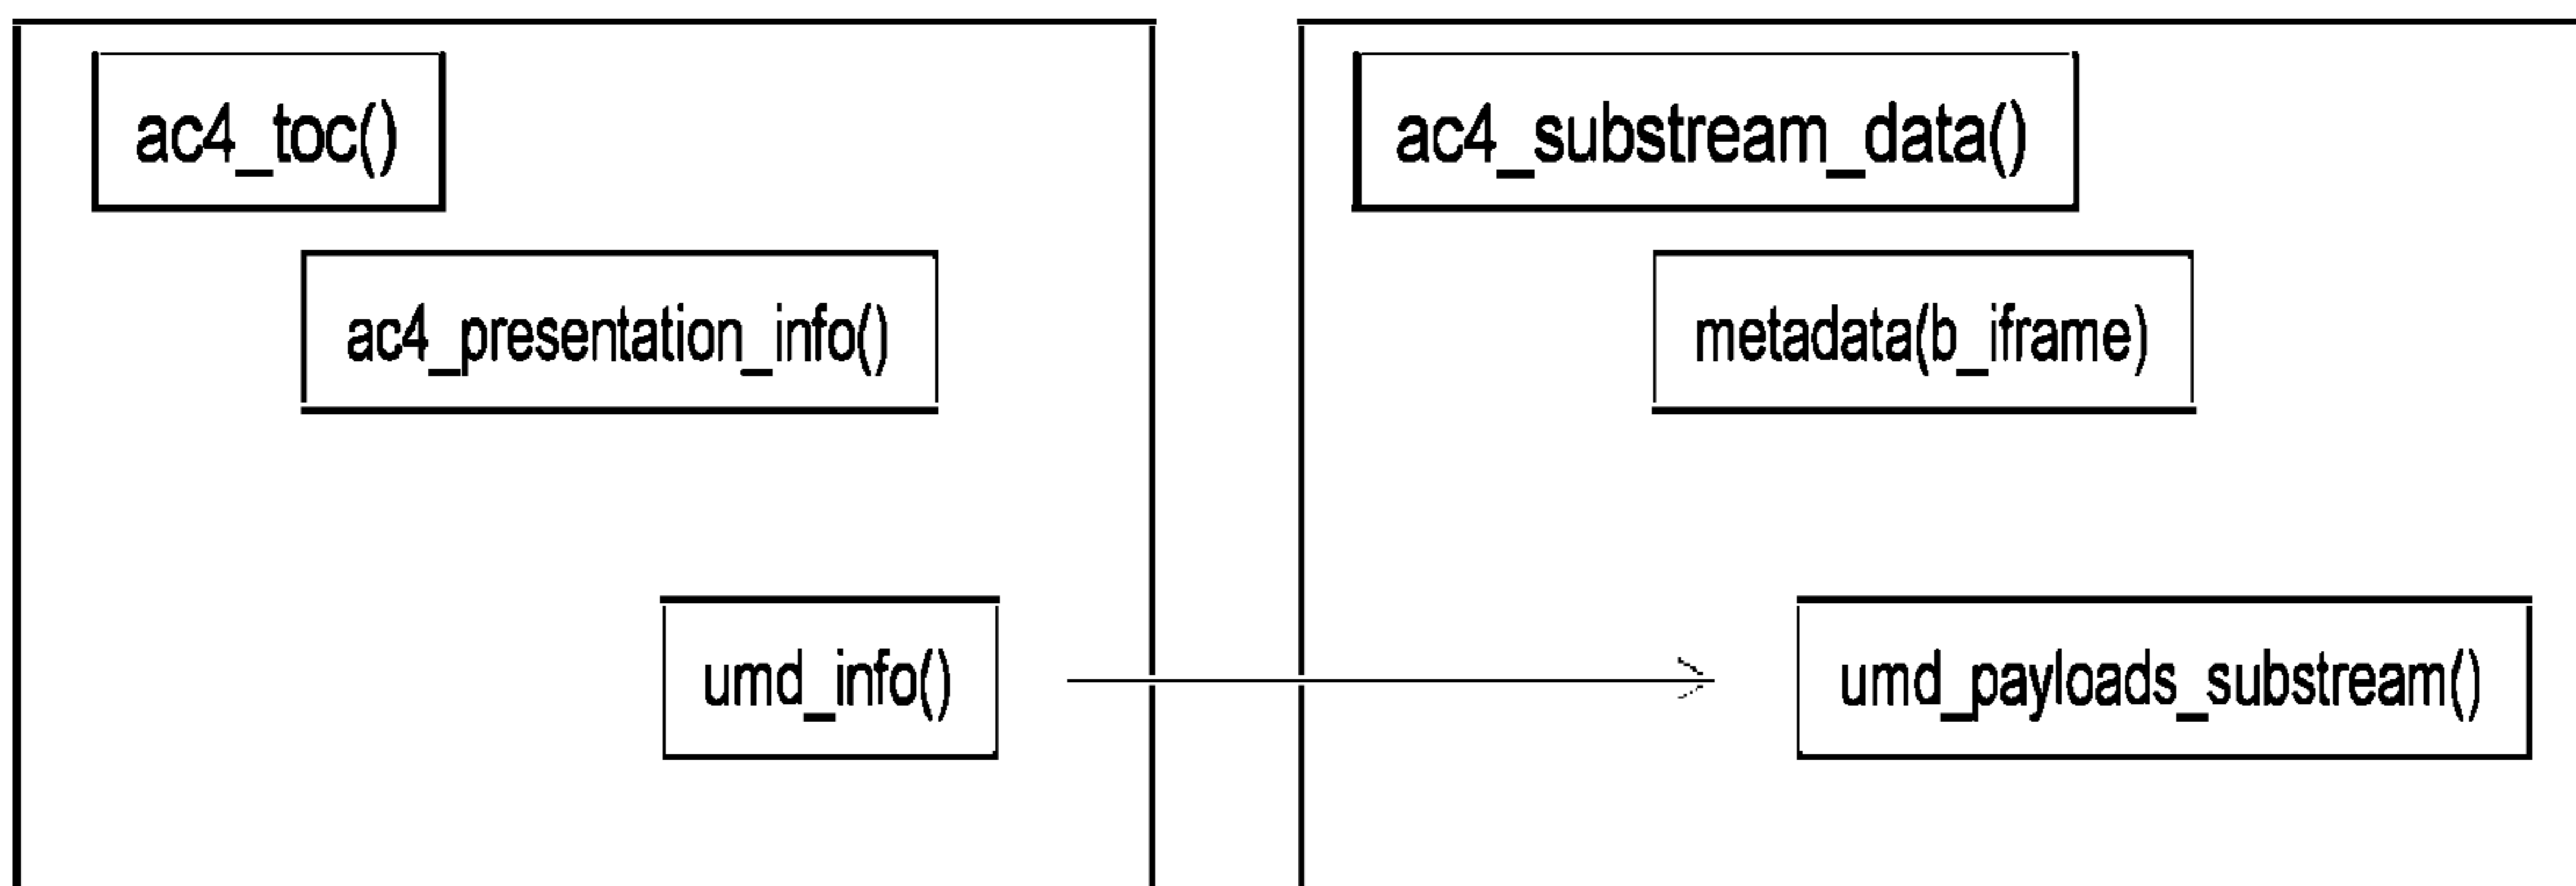 ac4_toc()
ac4_presentation_info()
umd_info()
ac4_substream_data()
metadata(b_iframe)
umd_payloads_substream()